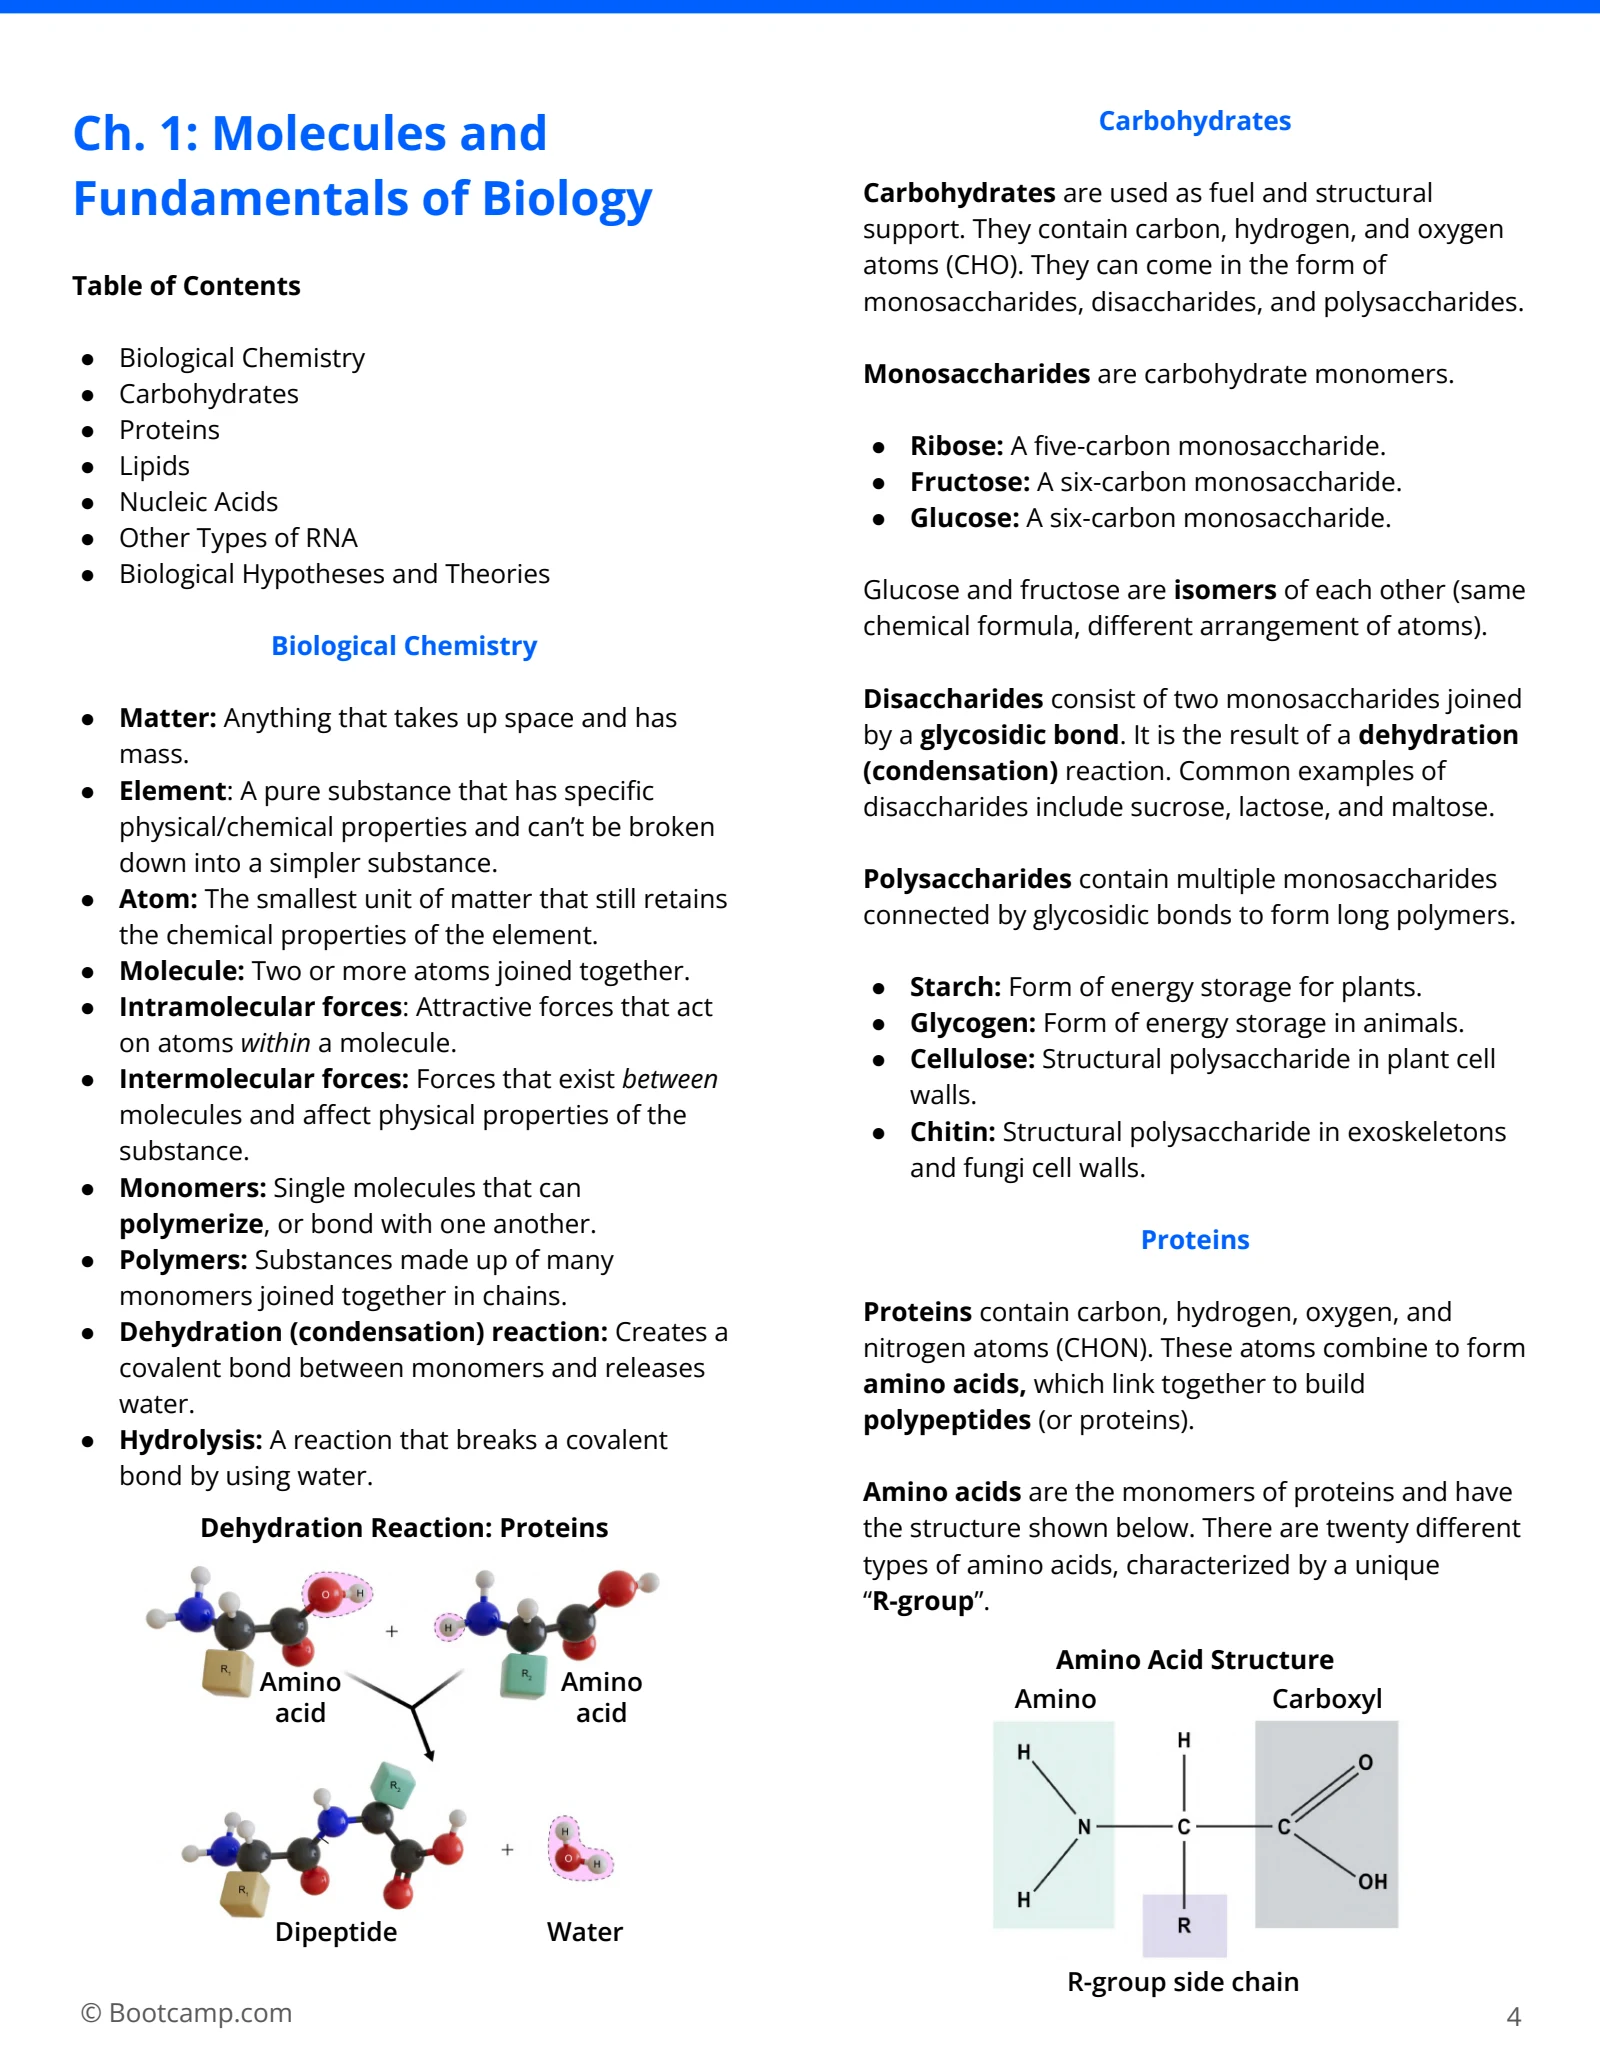 Ch. 1: Molecules and
Fundamentals of Biology
Table of Contents
● Biological Chemistry
● Carbohydrates
● Proteins
● Lipids
● Nucleic Acids
● Other Types of RNA
● Biological Hypotheses and Theories
Biological Chemistry
● Matter: Anything that takes up space and has
mass.
● Element: A pure substance that has specific
physical/chemical properties and can’t be broken
down into a simpler substance.
● Atom: The smallest unit of matter that still retains
the chemical properties of the element.
● Molecule: Two or more atoms joined together.
● Intramolecular forces: Attractive forces that act
on atoms within a molecule.
● Intermolecular forces: Forces that exist between
molecules and affect physical properties of the
substance.
● Monomers: Single molecules that can
polymerize, or bond with one another.
● Polymers: Substances made up of many
monomers joined together in chains.
● Dehydration (condensation) reaction: Creates a
covalent bond between monomers and releases
water.
● Hydrolysis: A reaction that breaks a covalent
bond by using water.
Dehydration Reaction: Proteins
O H
+
H
R₁
R₂
Amino
acid
Amino
acid
R₂
H
+
O H
R₁
Dipeptide
Water
Carbohydrates
Carbohydrates are used as fuel and structural
support. They contain carbon, hydrogen, and oxygen
atoms (CHO). They can come in the form of
monosaccharides, disaccharides, and polysaccharides.
Monosaccharides are carbohydrate monomers.
● Ribose: A five-carbon monosaccharide.
● Fructose: A six-carbon monosaccharide.
● Glucose: A six-carbon monosaccharide.
Glucose and fructose are isomers of each other (same
chemical formula, different arrangement of atoms).
Disaccharides consist of two monosaccharides joined
by a glycosidic bond. It is the result of a dehydration
(condensation) reaction. Common examples of
disaccharides include sucrose, lactose, and maltose.
Polysaccharides contain multiple monosaccharides
connected by glycosidic bonds to form long polymers.
● Starch: Form of energy storage for plants.
● Glycogen: Form of energy storage in animals.
● Cellulose: Structural polysaccharide in plant cell
walls.
● Chitin: Structural polysaccharide in exoskeletons
and fungi cell walls.
Proteins
Proteins contain carbon, hydrogen, oxygen, and
nitrogen atoms (CHON). These atoms combine to form
amino acids, which link together to build
polypeptides (or proteins).
Amino acids are the monomers of proteins and have
the structure shown below. There are twenty different
types of amino acids, characterized by a unique
“R-group”.
Amino Acid Structure
Amino Carboxyl
H
H
O
N C C
OH
H
R
R-group side chain
© Bootcamp.com
4